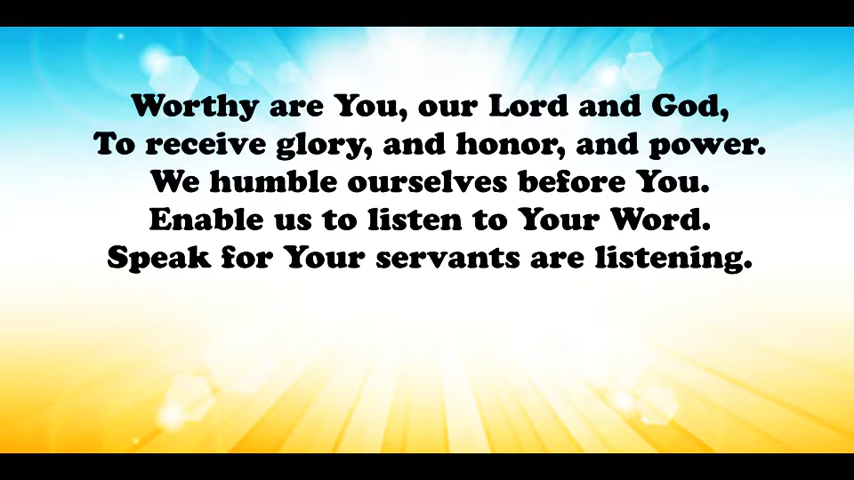 Worthy are You, our Lord and God,
To receive glory, and honor, and power.
We humble ourselves before You.
Enable us to listen to Your Word.
Speak for Your servants are listening.